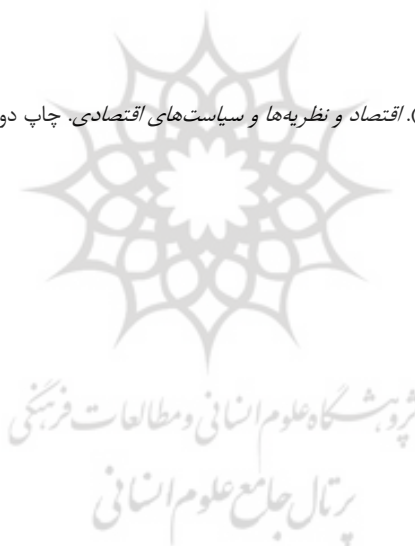 ). اقتصاد و نظریه‌ها و سیاست‌های اقتصادی. چاپ دو
پژوهشگاه علوم انسانی و مطالعات فرهنگی
پرتال جامع علوم انسانی